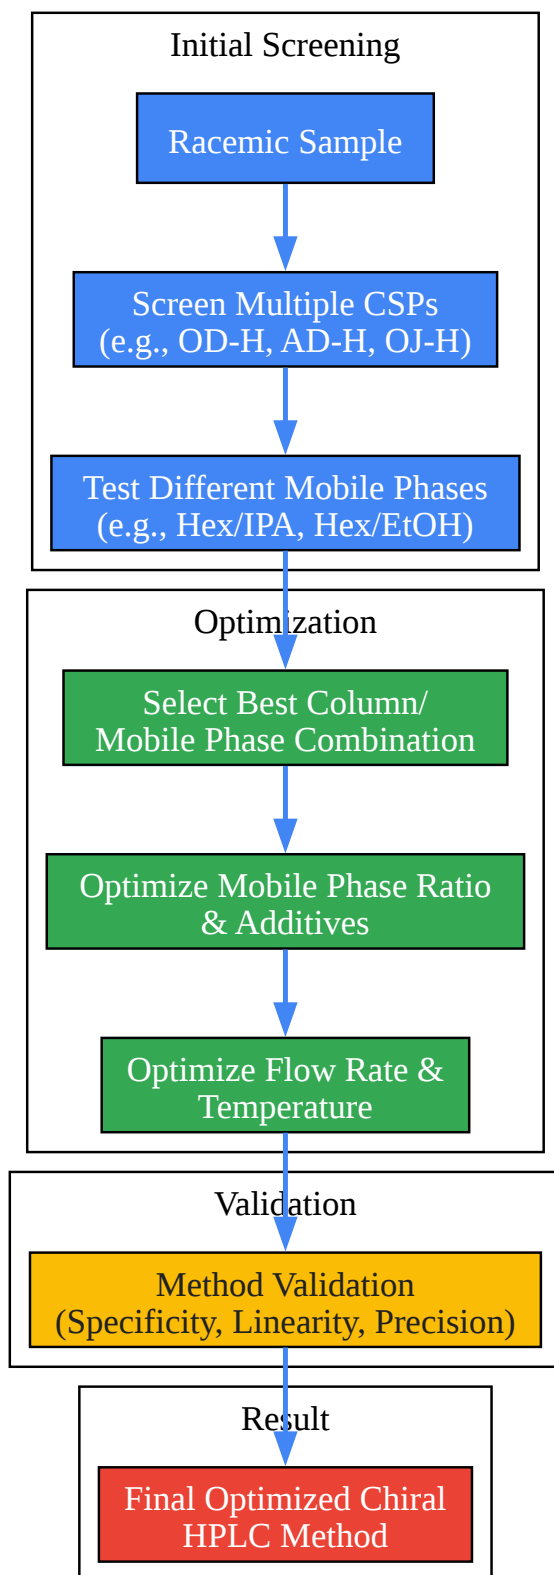 Initial Screening
Racemic Sample
Screen Multiple CSPs
(e.g., OD-H, AD-H, OJ-H)
Test Different Mobile Phases
(e.g., Hex/IPA, Hex/EtOH)
Optimization
Select Best Column/
Mobile Phase Combination
Optimize Mobile Phase Ratio
& Additives
Optimize Flow Rate &
Temperature
Validation
Method Validation
(Specificity, Linearity, Precision)
Result
Final Optimized Chiral
HPLC Method